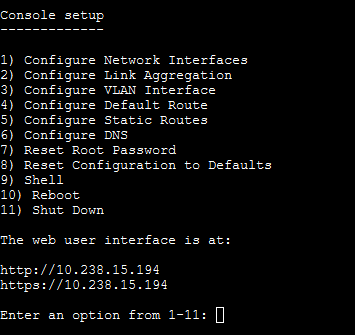 Console setup
-------------
1) Configure Network Interfaces
2) Configure Link Aggregation
3) Configure VLAN Interface
4) Configure Default Route
5) Configure Static Routes
6) Configure DNS
7) Reset Root Password
8) Reset Configuration to Defaults
9) Shell
10) Reboot
11) Shut Down
The web user interface is at:
http://10.238.15.194
https://10.238.15.194
Enter an option from 1-11: